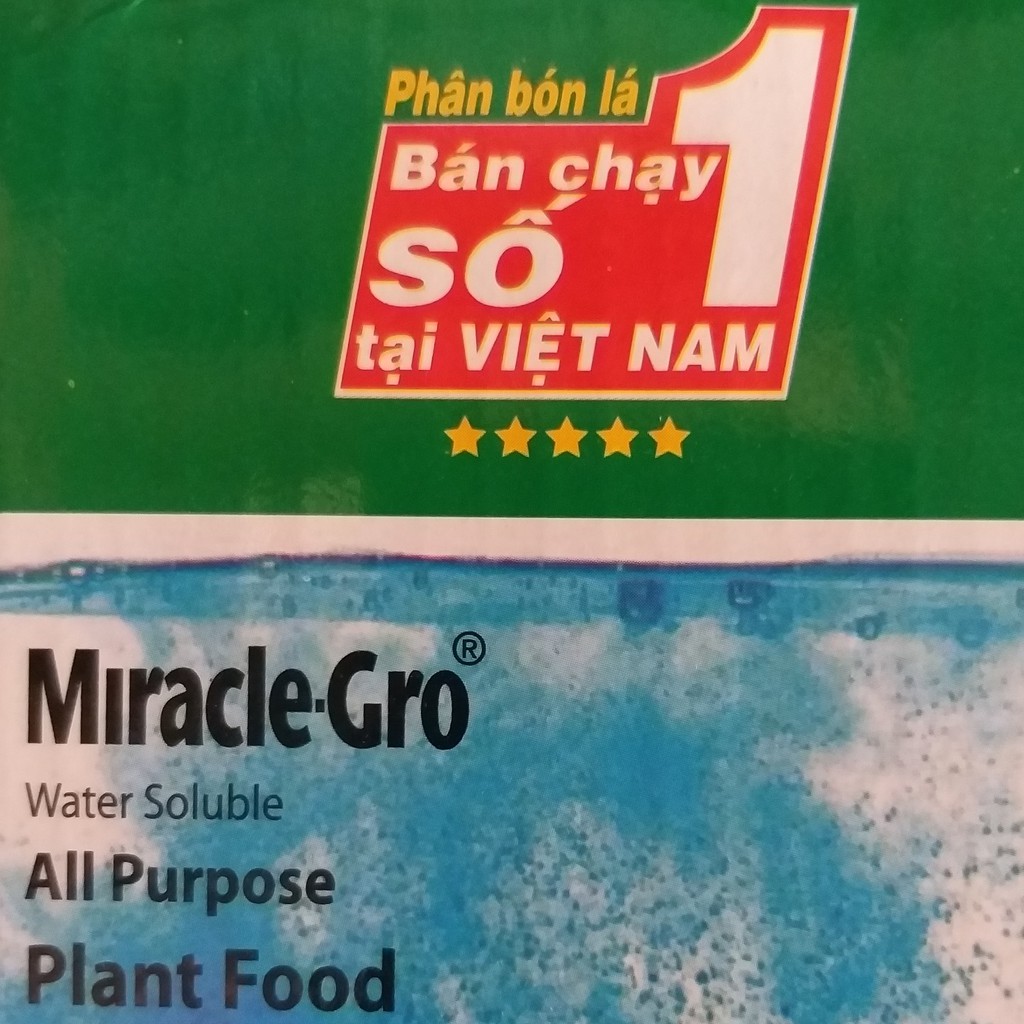 Phân bón lá
Bán chạy
số 1
tại VIỆT NAM
Miracle-Gro®
Water Soluble
All Purpose
Plant Food